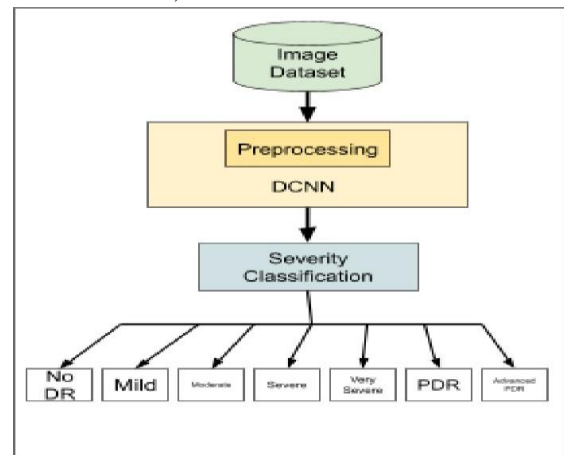 Image
Dataset
Preprocessing
DCNN
Severity
Classification
No
DR
Mild
Moderate
Severe
Very
Severe
PDR
Advanced
PDR